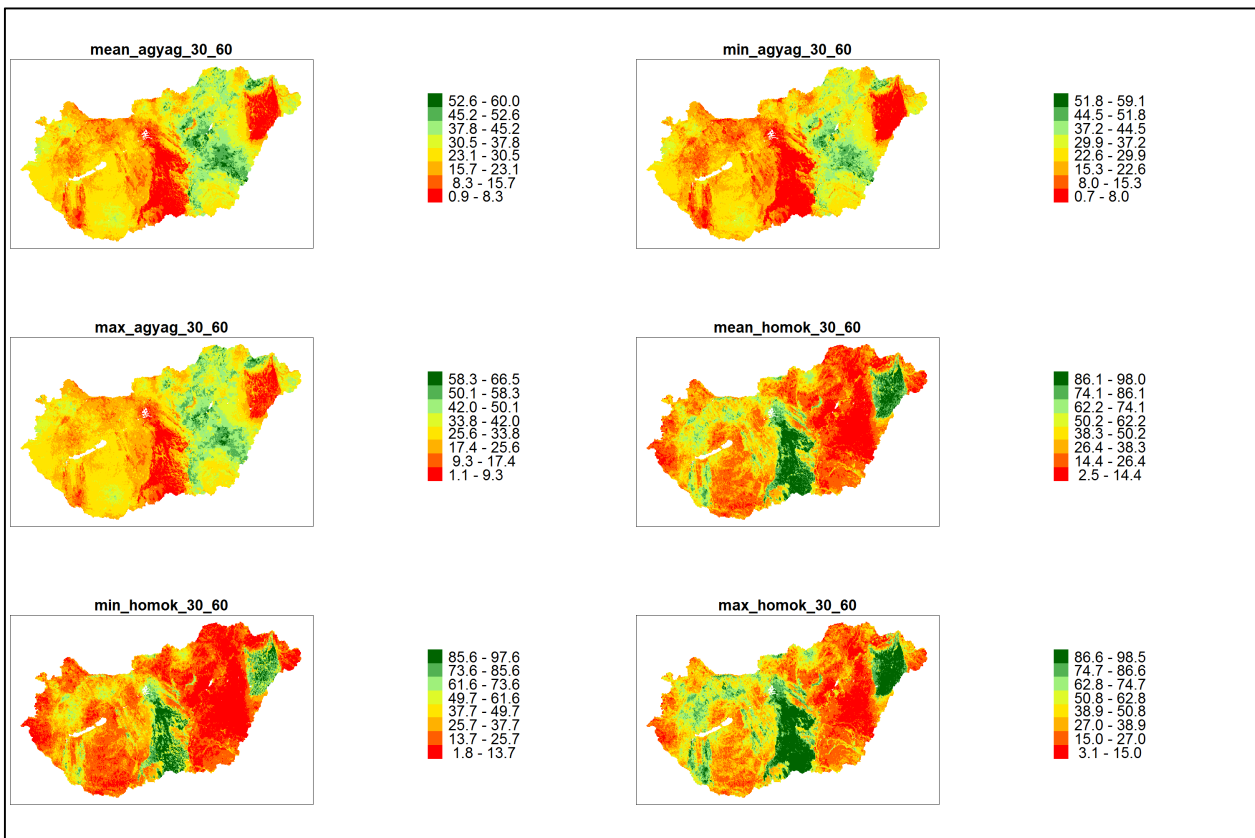 mean_agyag_30_60
52.6 - 60.0
45.2 - 52.6
37.8 - 45.2
30.5 - 37.8
23.1 - 30.5
15.7 - 23.1
8.3 - 15.7
0.9 - 8.3
min_agyag_30_60
51.8 - 59.1
44.5 - 51.8
37.2 - 44.5
29.9 - 37.2
22.6 - 29.9
15.3 - 22.6
8.0 - 15.3
0.7 - 8.0
max_agyag_30_60
58.3 - 66.5
50.1 - 58.3
42.0 - 50.1
33.8 - 42.0
25.6 - 33.8
17.4 - 25.6
9.3 - 17.4
1.1 - 9.3
mean_homok_30_60
86.1 - 98.0
74.1 - 86.1
62.2 - 74.1
50.2 - 62.2
38.3 - 50.2
26.4 - 38.3
14.4 - 26.4
2.5 - 14.4
min_homok_30_60
85.6 - 97.6
73.6 - 85.6
61.6 - 73.6
49.7 - 61.6
37.7 - 49.7
25.7 - 37.7
13.7 - 25.7
1.8 - 13.7
max_homok_30_60
86.6 - 98.5
74.7 - 86.6
62.8 - 74.7
50.8 - 62.8
38.9 - 50.8
27.0 - 38.9
15.0 - 27.0
3.1 - 15.0